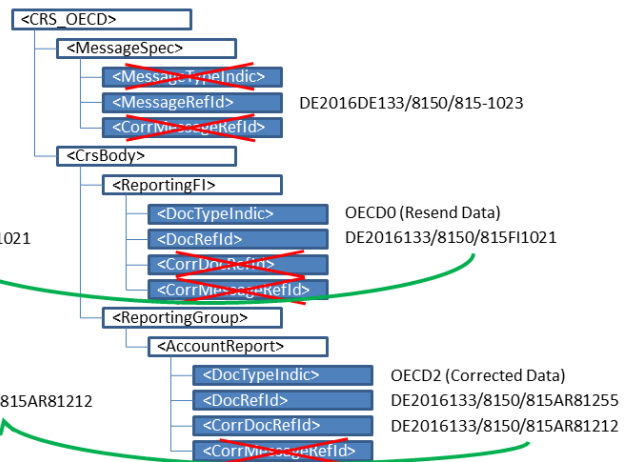 <CRS_OECD>
<MessageSpec>
<MessageTypeIndic>
<MessageRefId> DE2016DE133/8150/815-1023
<CorrMessageRefId>
<CrsBody>
<ReportingFI>
<DocTypeIndic> OECD0 (Resend Data)
1021 <DocRefId> DE2016133/8150/815FI1021
<CorrDocRefId>
<CorrMessageRefId>
<ReportingGroup>
<AccountReport>
<DocTypeIndic> OECD2 (Corrected Data)
815AR81212 <DocRefId> DE2016133/8150/815AR81255
<CorrDocRefId> DE2016133/8150/815AR81212
<CorrMessageRefId>